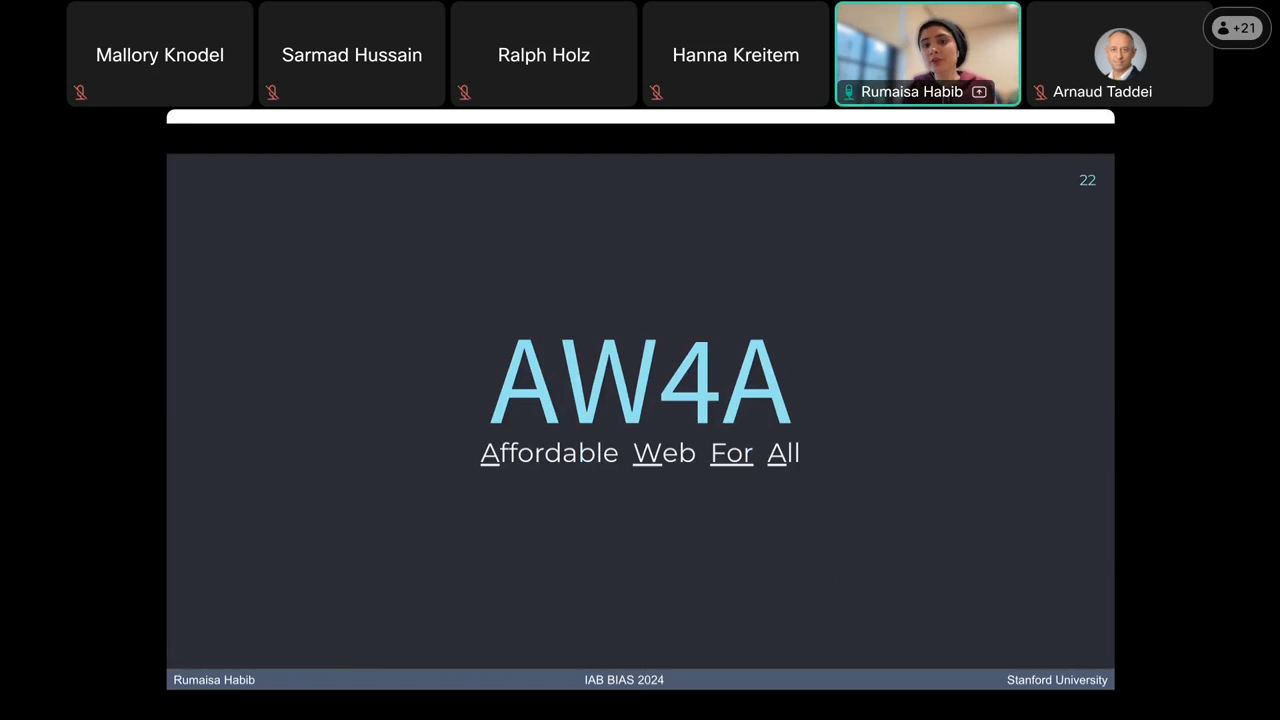 Mallory Knodel
Sarmad Hussain
Ralph Holz
Hanna Kreitem
Rumaisa Habib
Arnaud Taddei
+21
22
AW4A
Affordable Web For All
Rumaisa Habib
IAB BIAS 2024
Stanford University